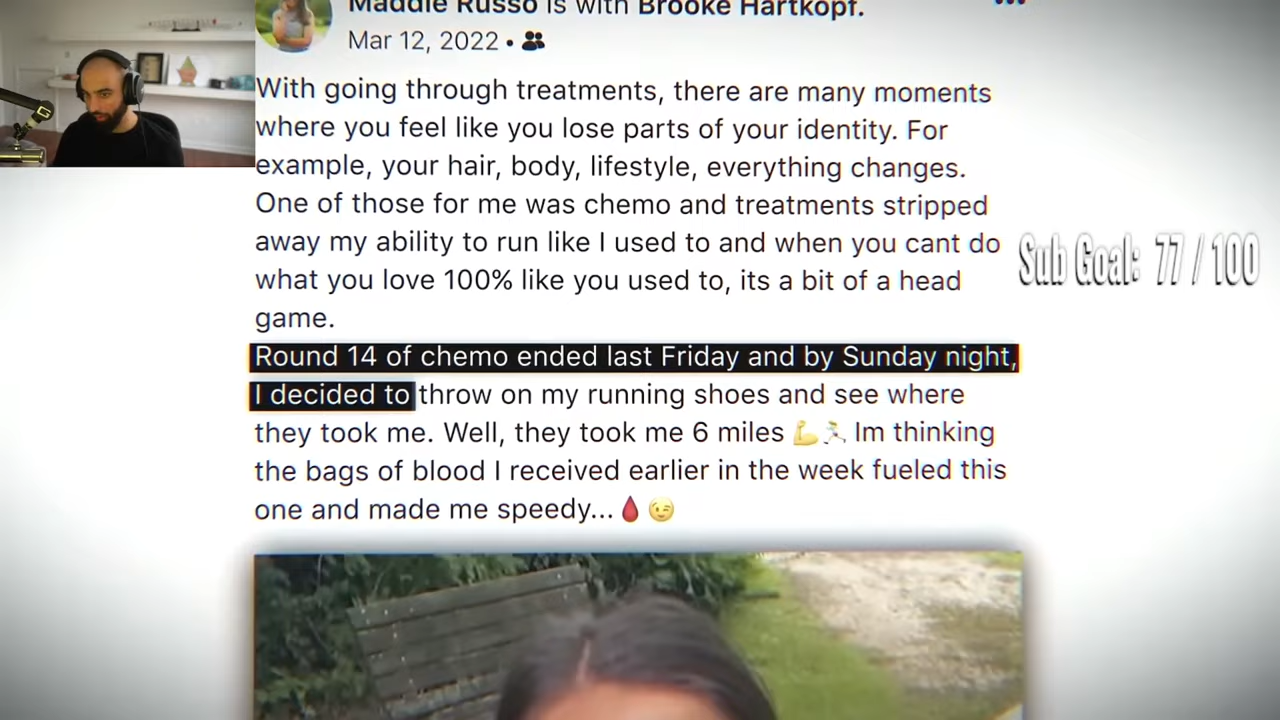 Maddie Russo is with Brooke Hartkopf.
Mar 12, 2022 •
With going through treatments, there are many moments
where you feel like you lose parts of your identity. For
example, your hair, body, lifestyle, everything changes.
One of those for me was chemo and treatments stripped
away my ability to run like I used to and when you cant do
what you love 100% like you used to, its a bit of a head
game.
Round 14 of chemo ended last Friday and by Sunday night,
I decided to throw on my running shoes and see where
they took me. Well, they took me 6 miles 💪🏃 Im thinking
the bags of blood I received earlier in the week fueled this
one and made me speedy...🩸😉
Sub Goal: 77 / 100